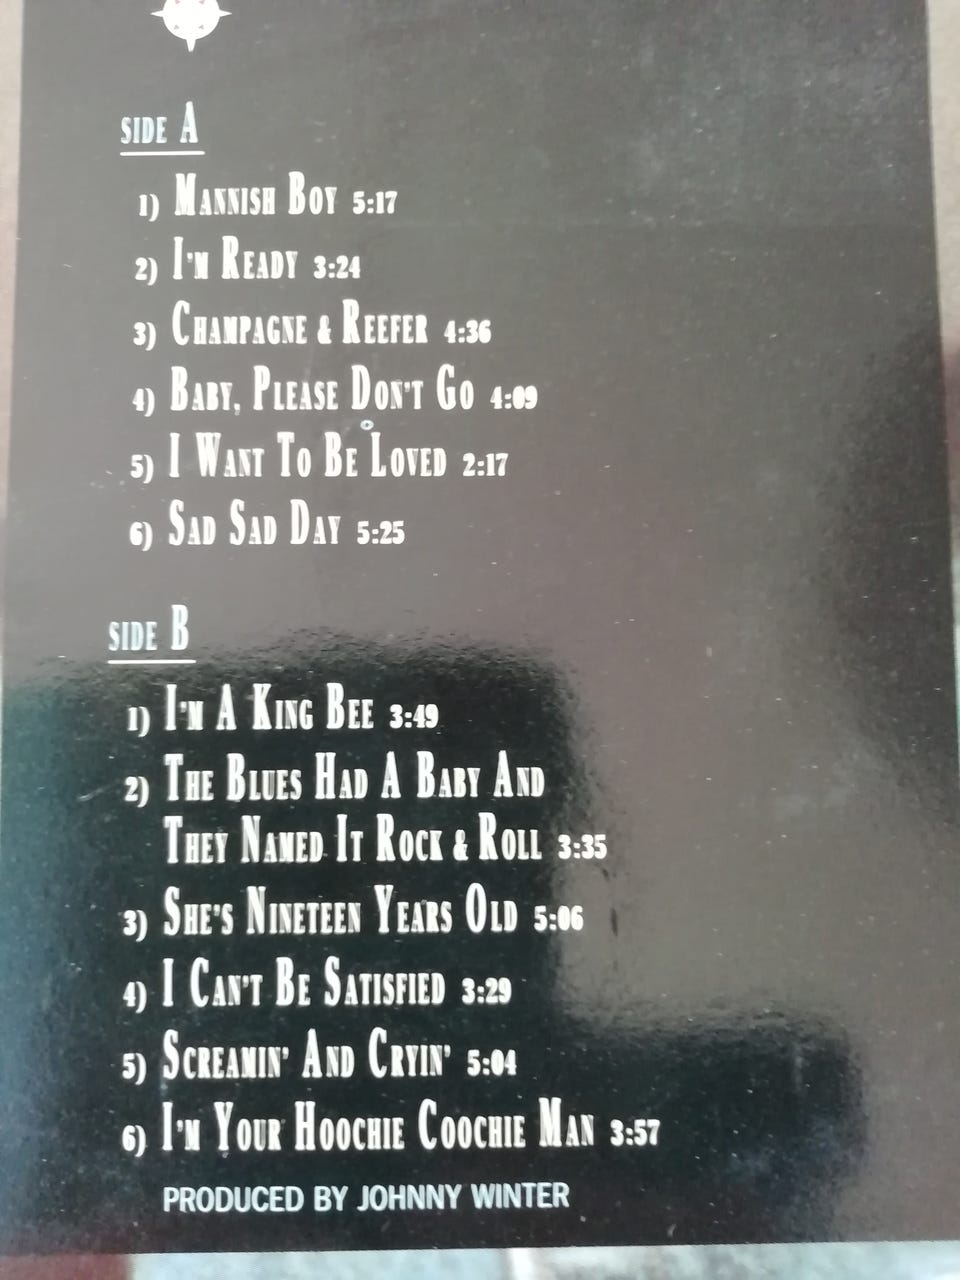 SIDE A
1) MANNISH BOY 5:17
2) I'M READY 3:24
3) CHAMPAGNE & REEFER 4:36
4) BABY, PLEASE DON'T GO 4:09
5) I WANT TO BE LOVED 2:17
6) SAD SAD DAY 5:25
SIDE B
1) I'M A KING BEE 3:49
2) THE BLUES HAD A BABY AND
THEY NAMED IT ROCK & ROLL 3:35
3) SHE'S NINETEEN YEARS OLD 5:06
4) I CAN'T BE SATISFIED 3:29
5) SCREAMIN' AND CRYIN' 5:04
6) I'M YOUR HOOCHIE COOCHIE MAN 3:57
PRODUCED BY JOHNNY WINTER